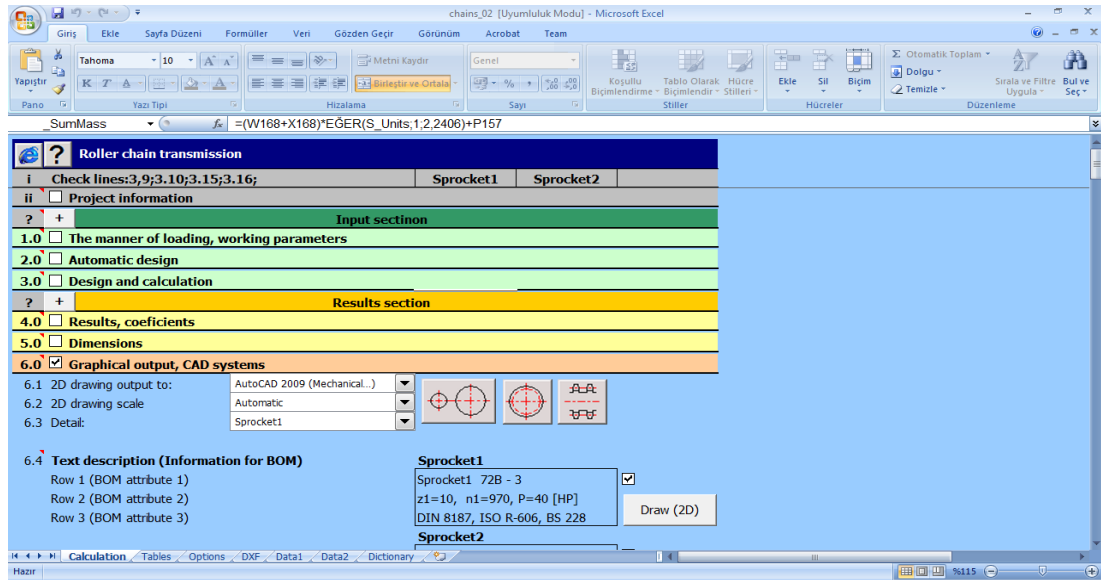 chains_02 [Uyumluluk Modu] - Microsoft Excel
Giriş Ekle Sayfa Düzeni Formüller Veri Gözden Geçir Görünüm Acrobat Team
Yapıştır
Tahoma 10
K T A
Metni Kaydır
Birleştir ve Ortala
Genel
% 000
Koşullu Biçimlendirme
Tablo Olarak Biçimlendir
Hücre Stilleri
Ekle Sil Biçim
Σ Otomatik Toplam
Dolgu
Temizle
Sırala ve Filtre Uygula
Bul ve Seç
Pano Yazı Tipi Hizalama Sayı Stiller Hücreler Düzenleme
_SumMass fx =(W168+X168)*EĞER(S_Units;1;2,2406)+P157
? Roller chain transmission
i Check lines:3,9;3.10;3.15;3.16; Sprocket1 Sprocket2
ii Project information
? + Input sectinon
1.0 The manner of loading, working parameters
2.0 Automatic design
3.0 Design and calculation
? + Results section
4.0 Results, coeficients
5.0 Dimensions
6.0 Graphical output, CAD systems
6.1 2D drawing output to: AutoCAD 2009 (Mechanical...)
6.2 2D drawing scale Automatic
6.3 Detail: Sprocket1
6.4 Text description (Information for BOM) Sprocket1
Row 1 (BOM attribute 1) Sprocket1 72B - 3
Row 2 (BOM attribute 2) z1=10, n1=970, P=40 [HP]
Row 3 (BOM attribute 3) DIN 8187, ISO R-606, BS 228
Draw (2D)
Sprocket2
Calculation Tables Options DXF Data1 Data2 Dictionary
Hazır %115